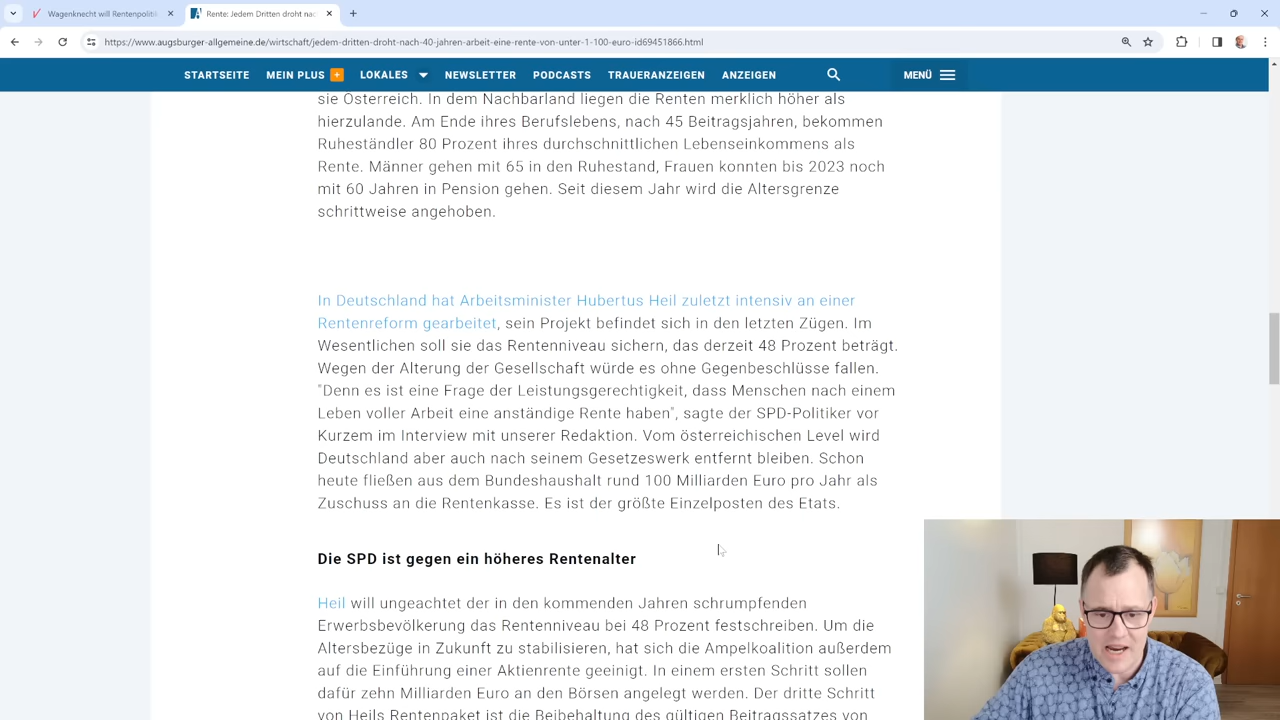 Wagenknecht will Rentenpolitik
Rente: Jedem Dritten droht nac
https://www.augsburger-allgemeine.de/wirtschaft/jedem-dritten-droht-nach-40-jahren-arbeit-eine-rente-von-unter-1-100-euro-id69451866.html
STARTSEITE MEIN PLUS + LOKALES NEWSLETTER PODCASTS TRAUERANZEIGEN ANZEIGEN MENÜ
sie Österreich. In dem Nachbarland liegen die Renten merklich höher als
hierzulande. Am Ende ihres Berufslebens, nach 45 Beitragsjahren, bekommen
Ruheständler 80 Prozent ihres durchschnittlichen Lebenseinkommens als
Rente. Männer gehen mit 65 in den Ruhestand, Frauen konnten bis 2023 noch
mit 60 Jahren in Pension gehen. Seit diesem Jahr wird die Altersgrenze
schrittweise angehoben.
In Deutschland hat Arbeitsminister Hubertus Heil zuletzt intensiv an einer
Rentenreform gearbeitet, sein Projekt befindet sich in den letzten Zügen. Im
Wesentlichen soll sie das Rentenniveau sichern, das derzeit 48 Prozent beträgt.
Wegen der Alterung der Gesellschaft würde es ohne Gegenbeschlüsse fallen.
"Denn es ist eine Frage der Leistungsgerechtigkeit, dass Menschen nach einem
Leben voller Arbeit eine anständige Rente haben", sagte der SPD-Politiker vor
Kurzem im Interview mit unserer Redaktion. Vom österreichischen Level wird
Deutschland aber auch nach seinem Gesetzeswerk entfernt bleiben. Schon
heute fließen aus dem Bundeshaushalt rund 100 Milliarden Euro pro Jahr als
Zuschuss an die Rentenkasse. Es ist der größte Einzelposten des Etats.
Die SPD ist gegen ein höheres Rentenalter
Heil will ungeachtet der in den kommenden Jahren schrumpfenden
Erwerbsbevölkerung das Rentenniveau bei 48 Prozent festschreiben. Um die
Altersbezüge in Zukunft zu stabilisieren, hat sich die Ampelkoalition außerdem
auf die Einführung einer Aktienrente geeinigt. In einem ersten Schritt sollen
dafür zehn Milliarden Euro an den Börsen angelegt werden. Der dritte Schritt
von Heils Rentenpaket ist die Beibehaltung des gültigen Beitragssatzes von